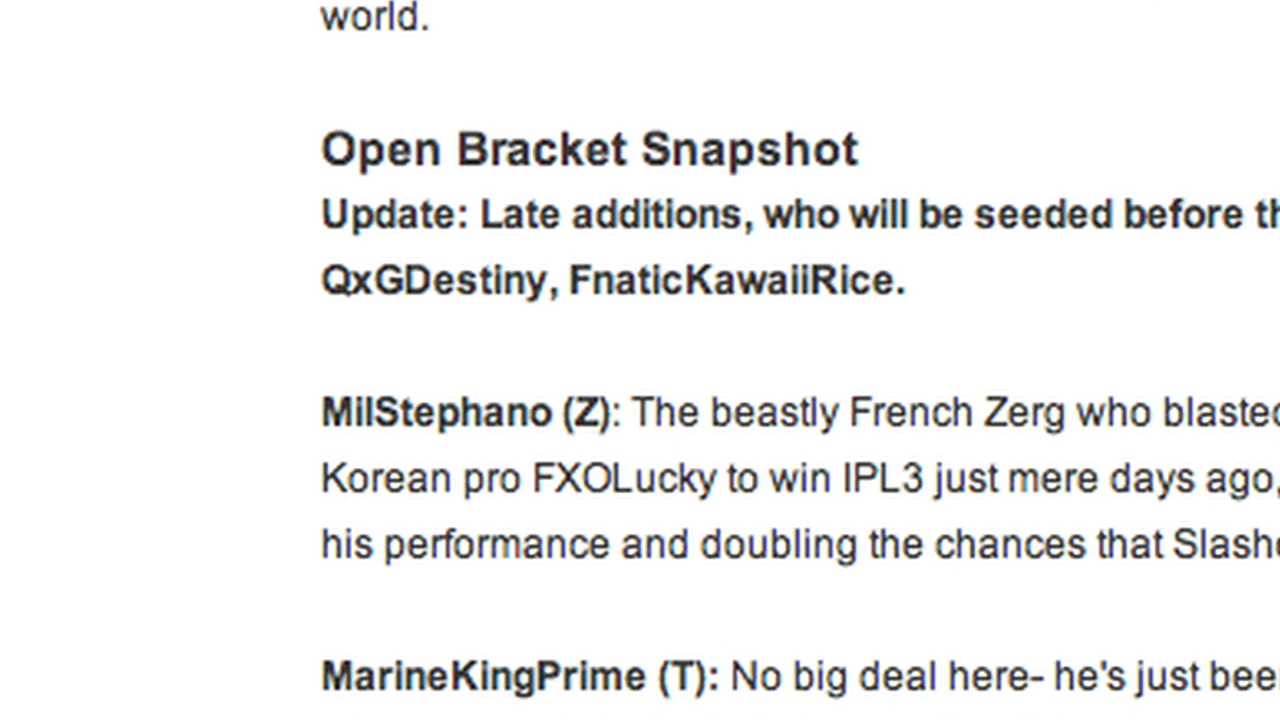 world.
Open Bracket Snapshot
Update: Late additions, who will be seeded before th
QxGDestiny, FnaticKawaiiRice.
MilStephano (Z): The beastly French Zerg who blasted
Korean pro FXOLucky to win IPL3 just mere days ago,
his performance and doubling the chances that Slashe
MarineKingPrime (T): No big deal here- he's just been